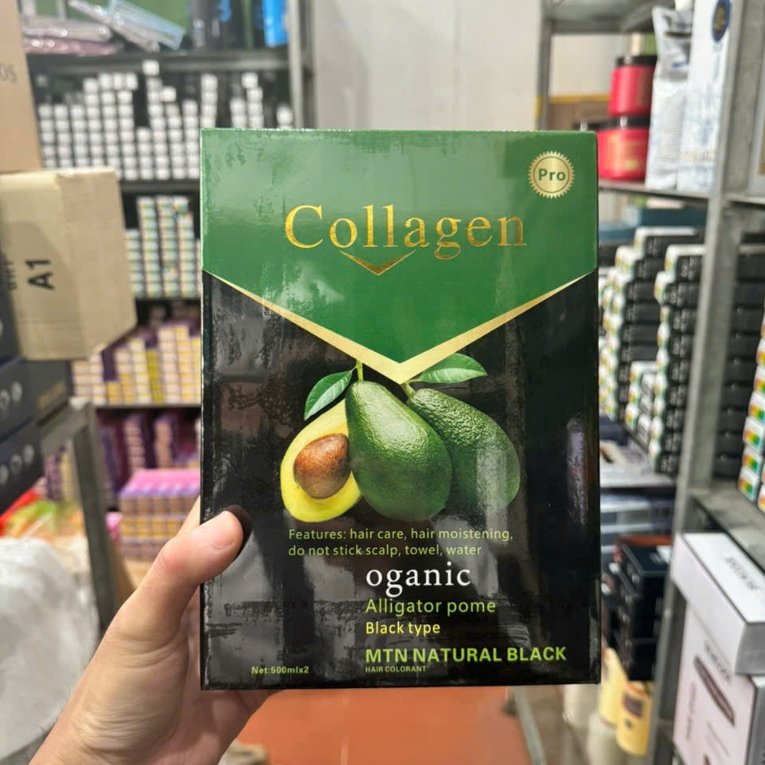 Pro
Collagen
Features: hair care, hair moistening,
do not stick scalp, towel, water
oganic
Alligator pome
Black type
MTN NATURAL BLACK
HAIR COLORANT
Net:500mlx2
A1